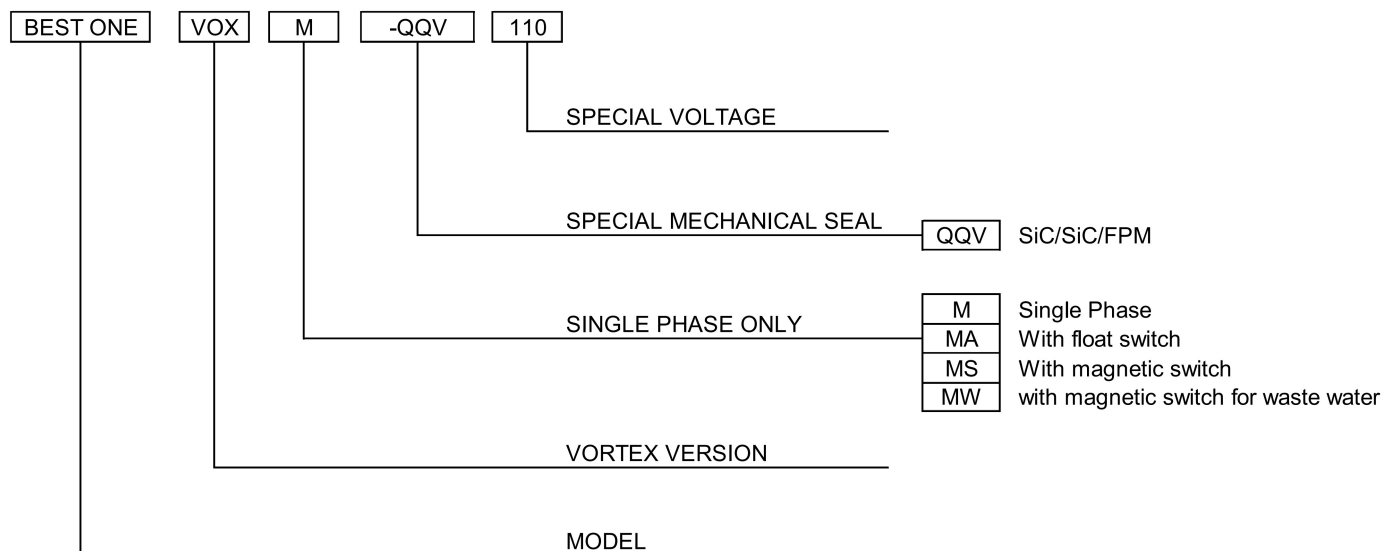 BEST ONE VOX M -QQV 110
SPECIAL VOLTAGE
SPECIAL MECHANICAL SEAL QQV SiC/SiC/FPM
M Single Phase
SINGLE PHASE ONLY
MA With float switch
MS With magnetic switch
MW with magnetic switch for waste water
VORTEX VERSION
MODEL